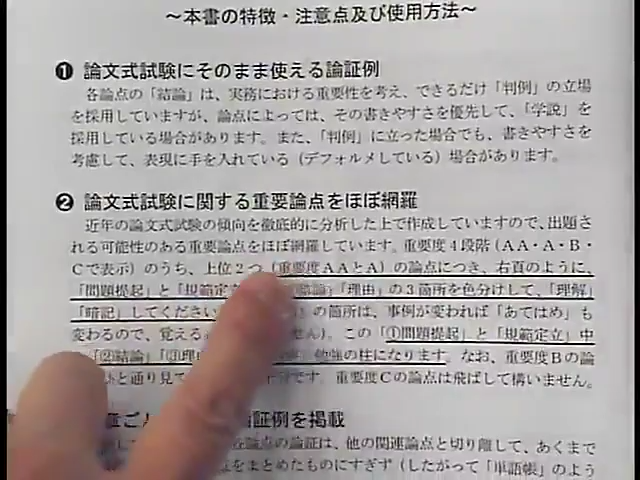 ～本書の特徴・注意点及び使用方法～
❶ 論文式試験にそのまま使える論証例
各論点の「結論」は、実務における重要性を考え、できるだけ「判例」の立場
を採用していますが、論点によっては、その書きやすさを優先して、「学説」を
採用している場合があります。また、「判例」に立った場合でも、書きやすさを
考慮して、表現に手を入れている（デフォルメしている）場合があります。
❷ 論文式試験に関する重要論点をほぼ網羅
近年の論文式試験の傾向を徹底的に分析した上で作成していますので、出題さ
れる可能性のある重要論点をほぼ網羅しています。重要度４段階（ＡＡ・Ａ・Ｂ・
Ｃで表示）のうち、上位２つ（重要度ＡＡとＡ）の論点につき、右頁のように、
「問題提起」と「規範定立 結論」「理由」の３箇所を色分けして、「理解」
「暗記」してください の箇所は、事例が変われば「あてはめ」も
変わるので、覚える せん）。この「①問題提起」と「規範定立」中
「②結論」「③理由 勉強の柱になります。なお、重要度Ｂの論
と通り見て です。重要度Ｃの論点は飛ばして構いません。
ごと 論証例を掲載
各論点の論証は、他の関連論点と切り離して、あくまで
をまとめたものにすぎず（したがって「単語帳」のよう